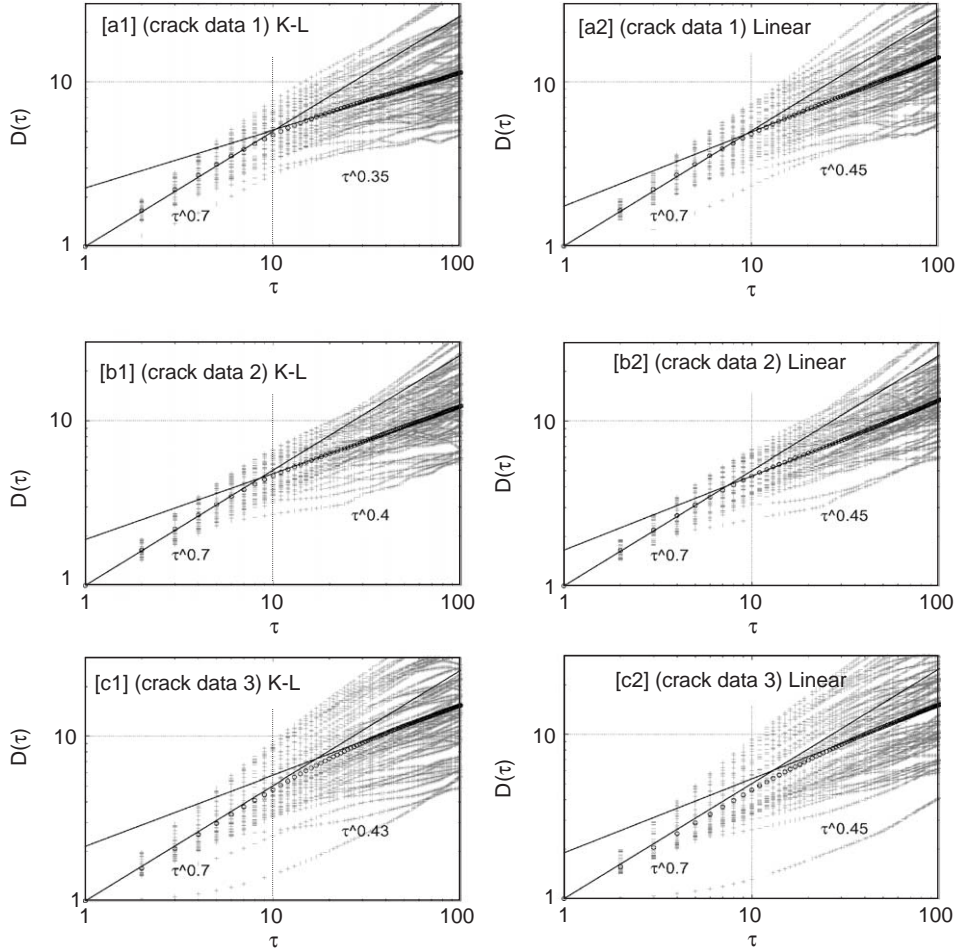 [a1] (crack data 1) K-L
D(τ)
10
1
τ^0.35
τ^0.7
1
10
100
τ
[a2] (crack data 1) Linear
D(τ)
10
1
τ^0.45
τ^0.7
1
10
100
τ
[b1] (crack data 2) K-L
D(τ)
10
1
τ^0.4
τ^0.7
1
10
100
τ
[b2] (crack data 2) Linear
D(τ)
10
1
τ^0.45
τ^0.7
1
10
100
τ
[c1] (crack data 3) K-L
D(τ)
10
1
τ^0.43
τ^0.7
1
10
100
τ
[c2] (crack data 3) Linear
D(τ)
10
1
τ^0.45
τ^0.7
1
10
100
τ